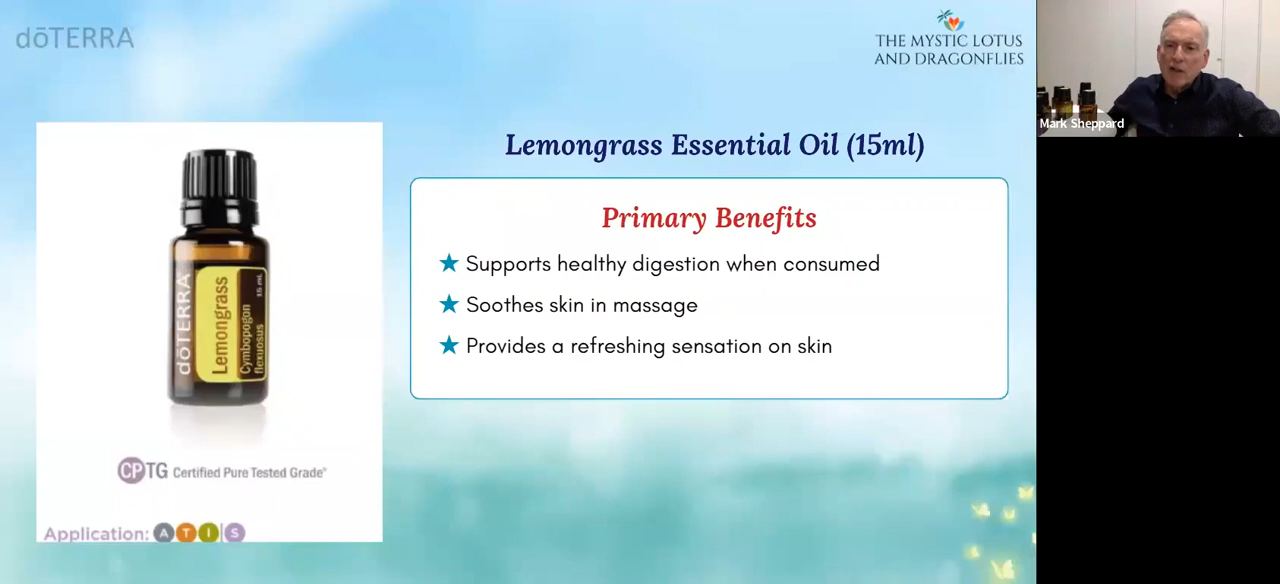 dōTERRA
THE MYSTIC LOTUS
AND DRAGONFLIES
Mark Sheppard
Lemongrass Essential Oil (15ml)
Primary Benefits
★ Supports healthy digestion when consumed
★ Soothes skin in massage
★ Provides a refreshing sensation on skin
dōTERRA
Lemongrass
Cymbopogon
flexuosus
15 mL
CPTG Certified Pure Tested Grade®
Application: A T I S